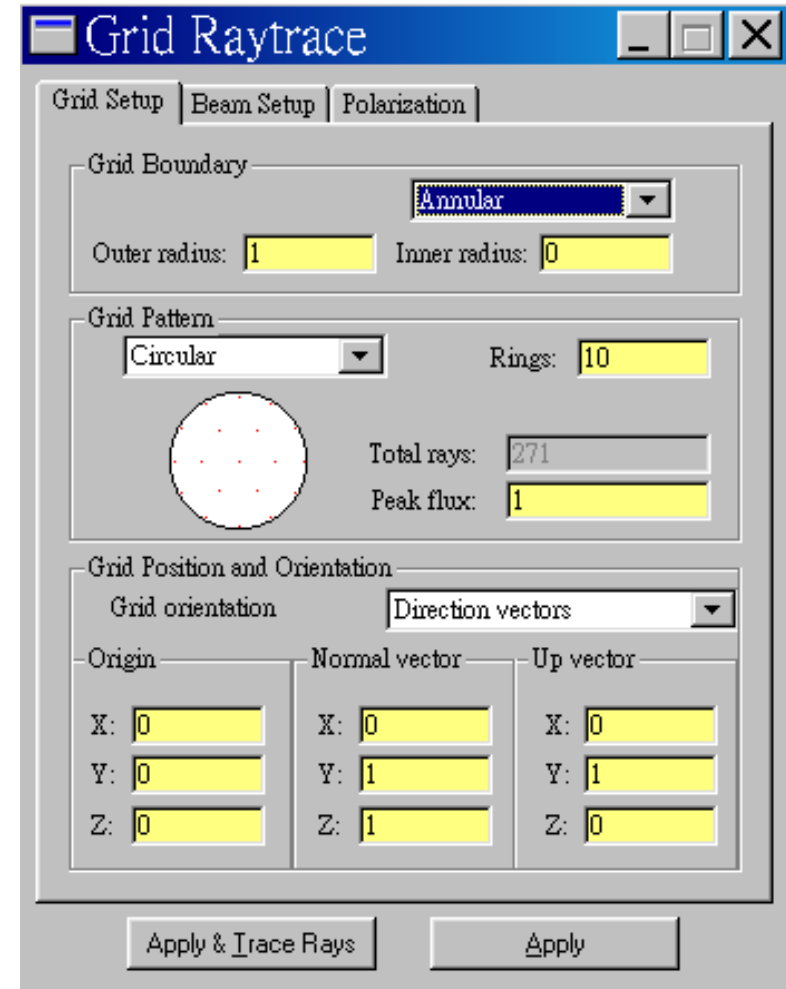 Grid Raytrace
Grid Setup Beam Setup Polarization
Grid Boundary
Annular
Outer radius: 1 Inner radius: 0
Grid Pattern
Circular Rings: 10
Total rays: 271
Peak flux: 1
Grid Position and Orientation
Grid orientation Direction vectors
Origin Normal vector Up vector
X: 0 X: 0 X: 0
Y: 0 Y: 1 Y: 1
Z: 0 Z: 1 Z: 0
Apply & Trace Rays Apply